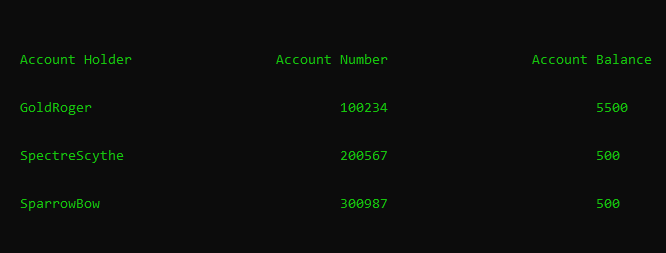 Account Holder Account Number Account Balance
GoldRoger 100234 5500
SpectreScythe 200567 500
SparrowBow 300987 500